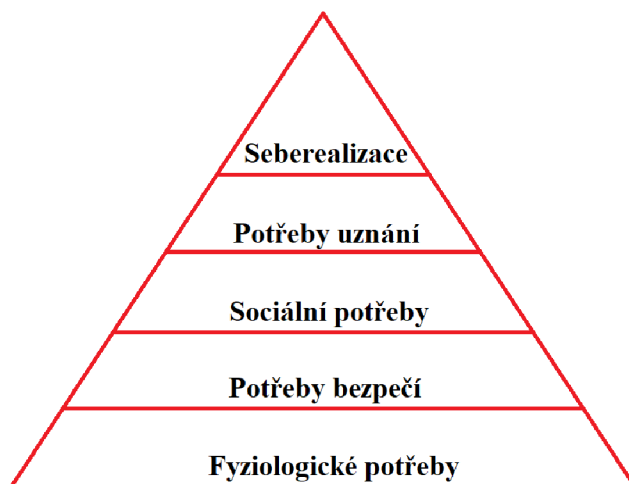 Seberealizace
Potřeby uznání
Sociální potřeby
Potřeby bezpečí
Fyziologické potřeby